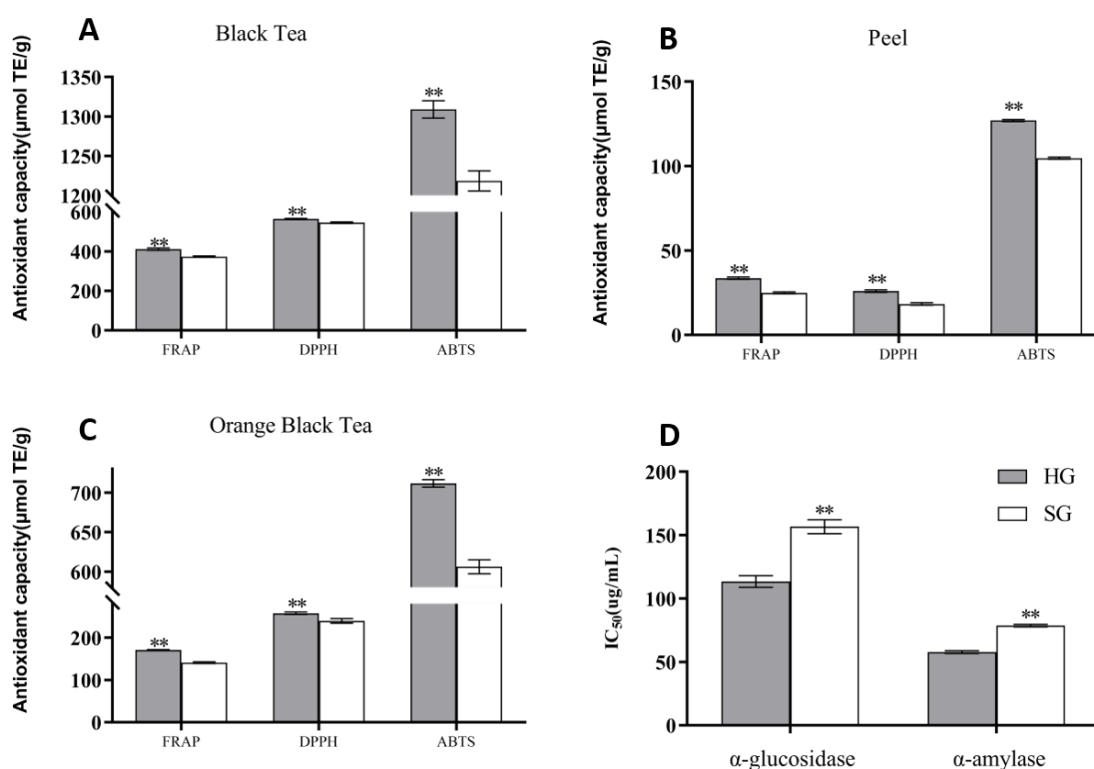 A
Black Tea
Antioxidant capacity(μmol TE/g)
1350
1300
1250
1200
600
400
200
0
**
**
**
FRAP
DPPH
ABTS
B
Peel
Antioxidant capacity(μmol TE/g)
150
100
50
0
**
**
**
FRAP
DPPH
ABTS
C
Orange Black Tea
Antioxidant capacity(μmol TE/g)
700
650
600
200
100
0
**
**
**
FRAP
DPPH
ABTS
D
IC50(ug/mL)
200
150
100
50
0
**
**
HG
SG
α-glucosidase
α-amylase